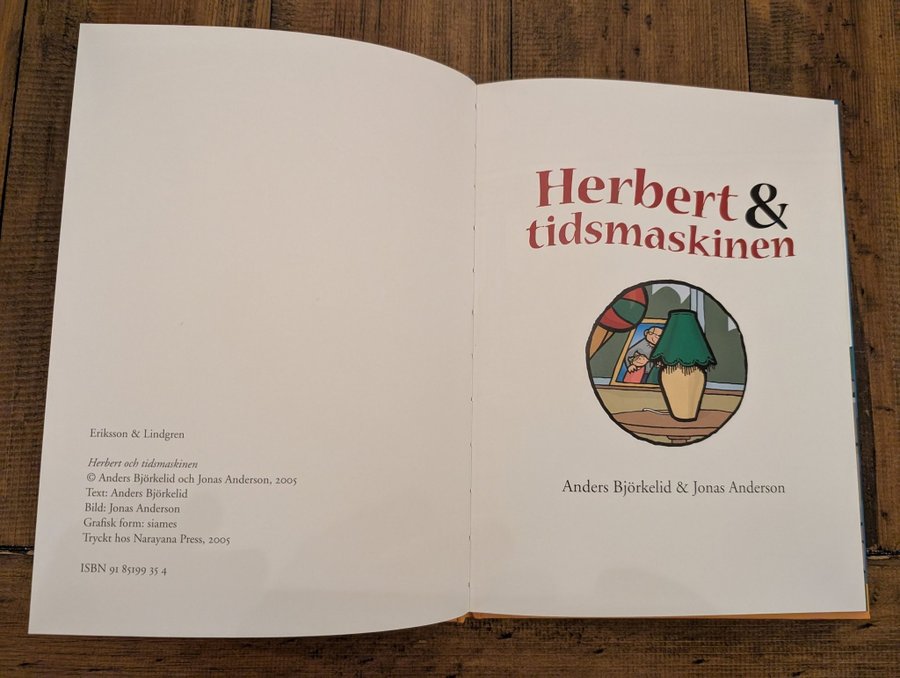 Eriksson & Lindgren
Herbert och tidsmaskinen
© Anders Björkelid och Jonas Anderson, 2005
Text: Anders Björkelid
Bild: Jonas Anderson
Grafisk form: siames
Tryckt hos Narayana Press, 2005
ISBN 91 85199 35 4
Herbert &
tidsmaskinen
Anders Björkelid & Jonas Anderson